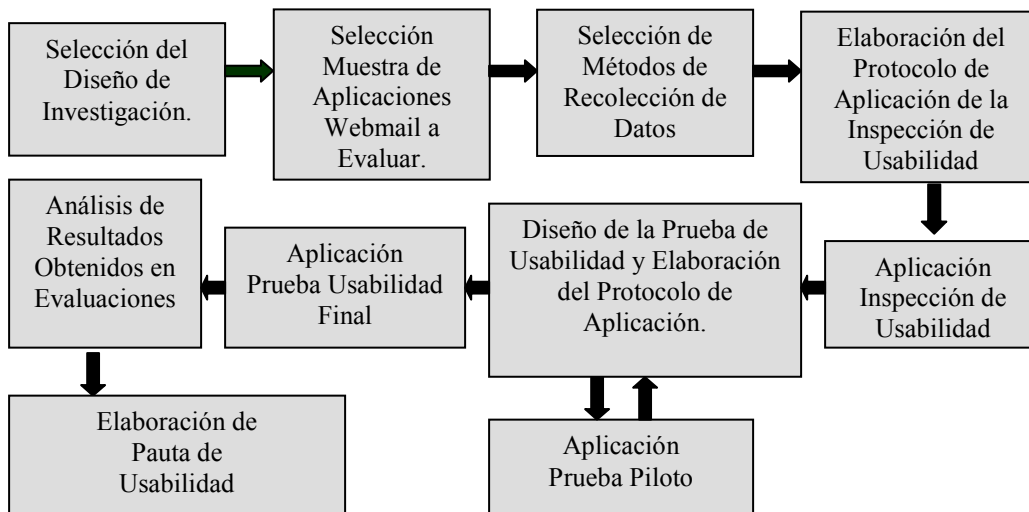 Selección del
Diseño de
Investigación.
Selección
Muestra de
Aplicaciones
Webmail a
Evaluar.
Selección de
Métodos de
Recolección de
Datos
Elaboración del
Protocolo de
Aplicación de la
Inspección de
Usabilidad
Aplicación
Inspección de
Usabilidad
Diseño de la Prueba de
Usabilidad y Elaboración
del Protocolo de
Aplicación.
Aplicación
Prueba Piloto
Aplicación
Prueba Usabilidad
Final
Análisis de
Resultados
Obtenidos en
Evaluaciones
Elaboración de
Pauta de
Usabilidad